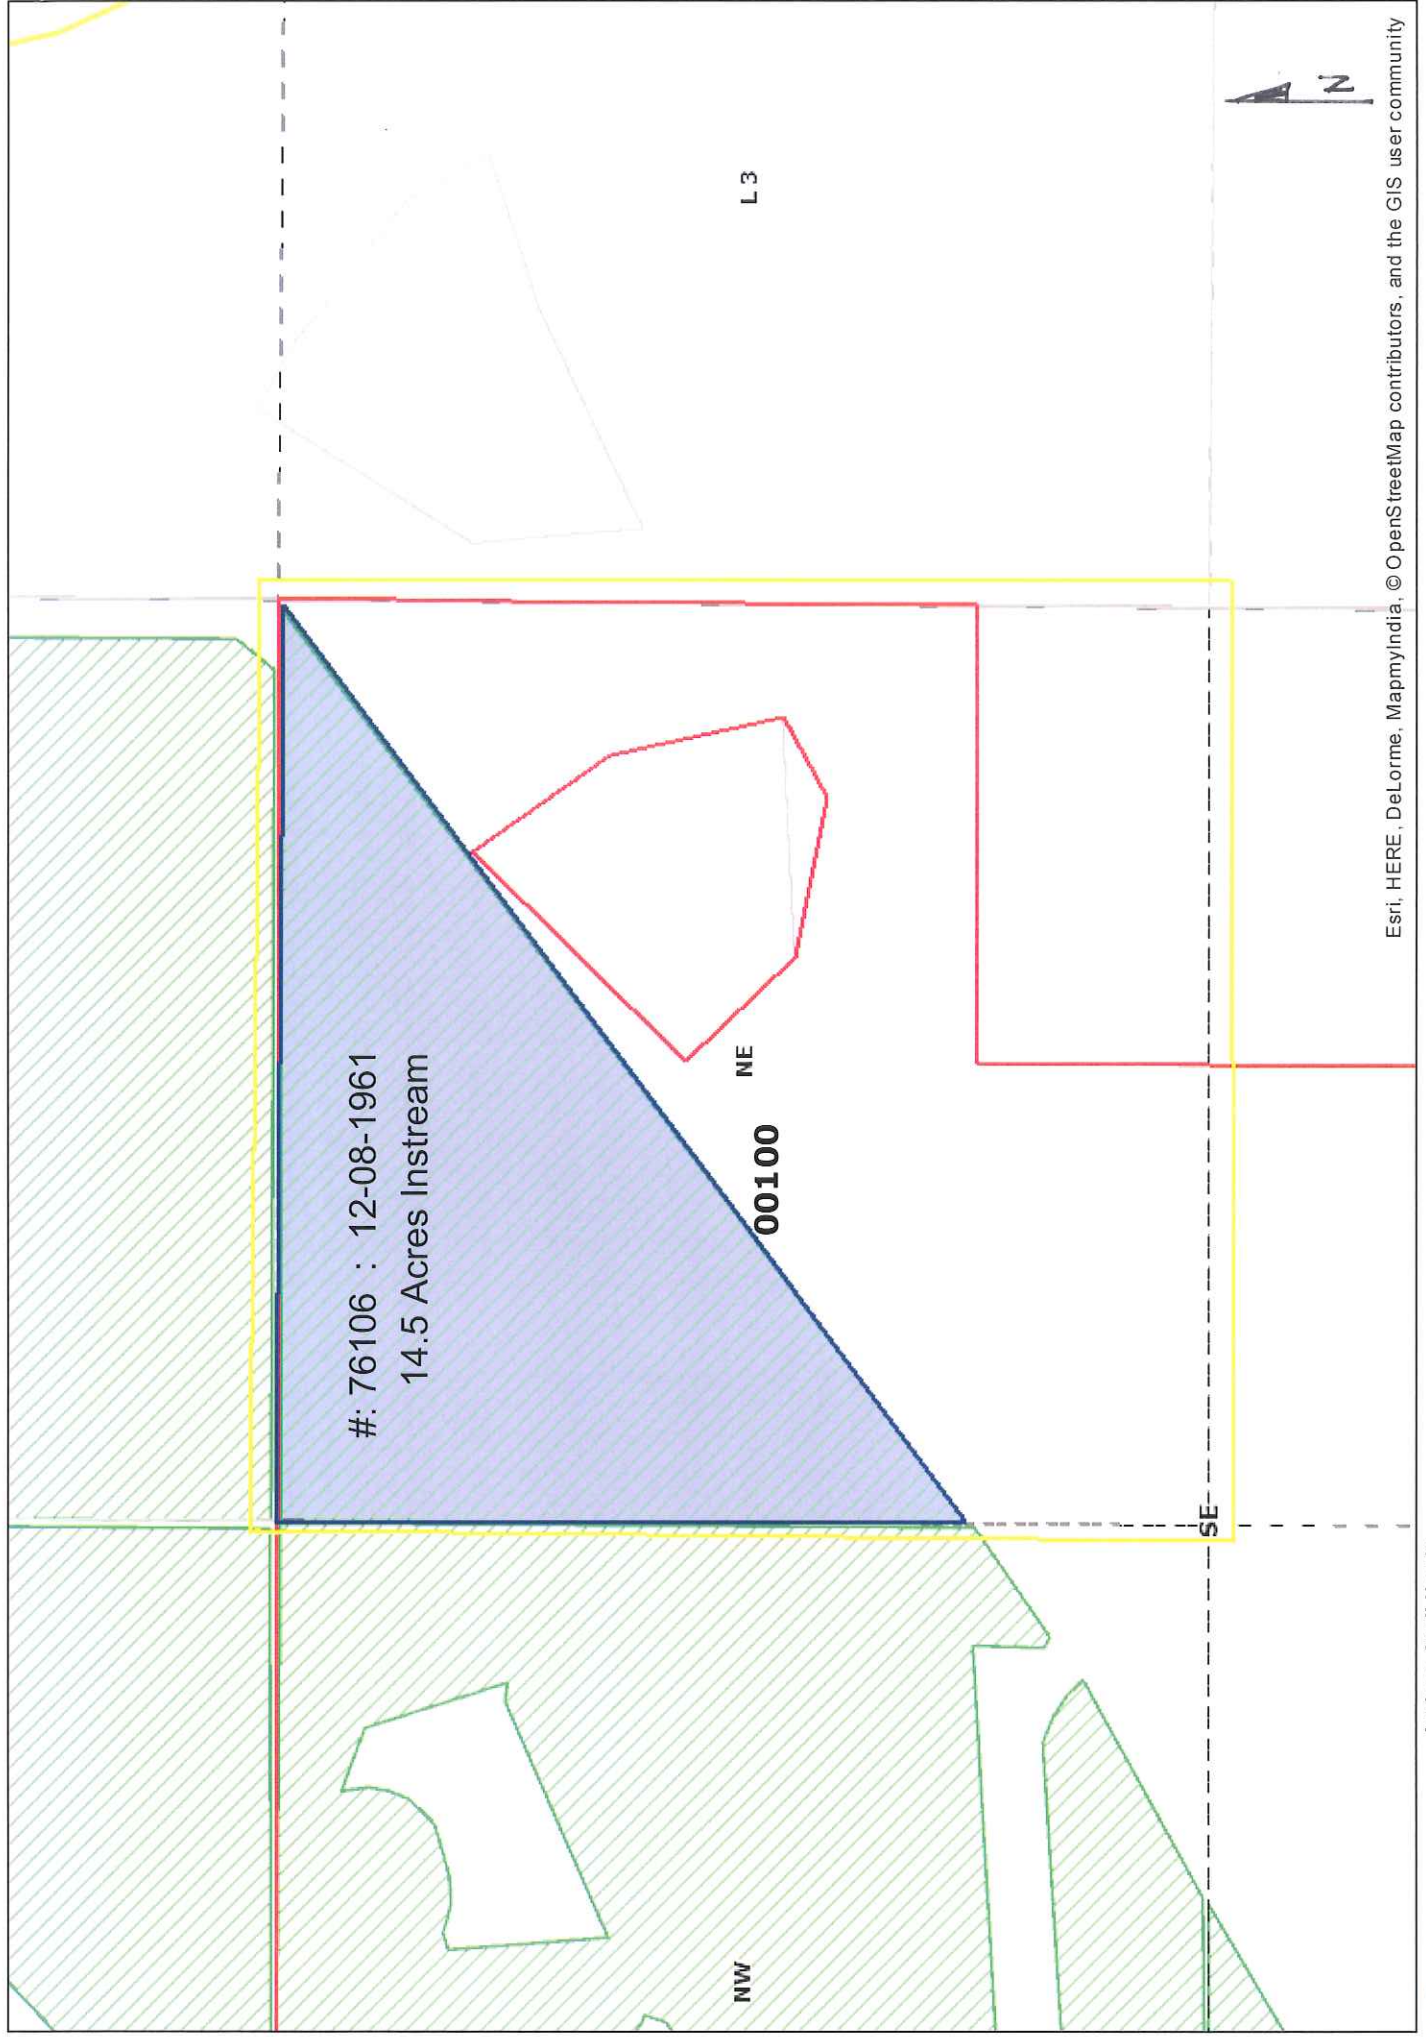 #: 76106 : 12-08-1961
14.5 Acres Instream
L 3
NE
00100
NW
SE
N
Esri, HERE, DeLorme, MapmyIndia, © OpenStreetMap contributors, and the GIS user community